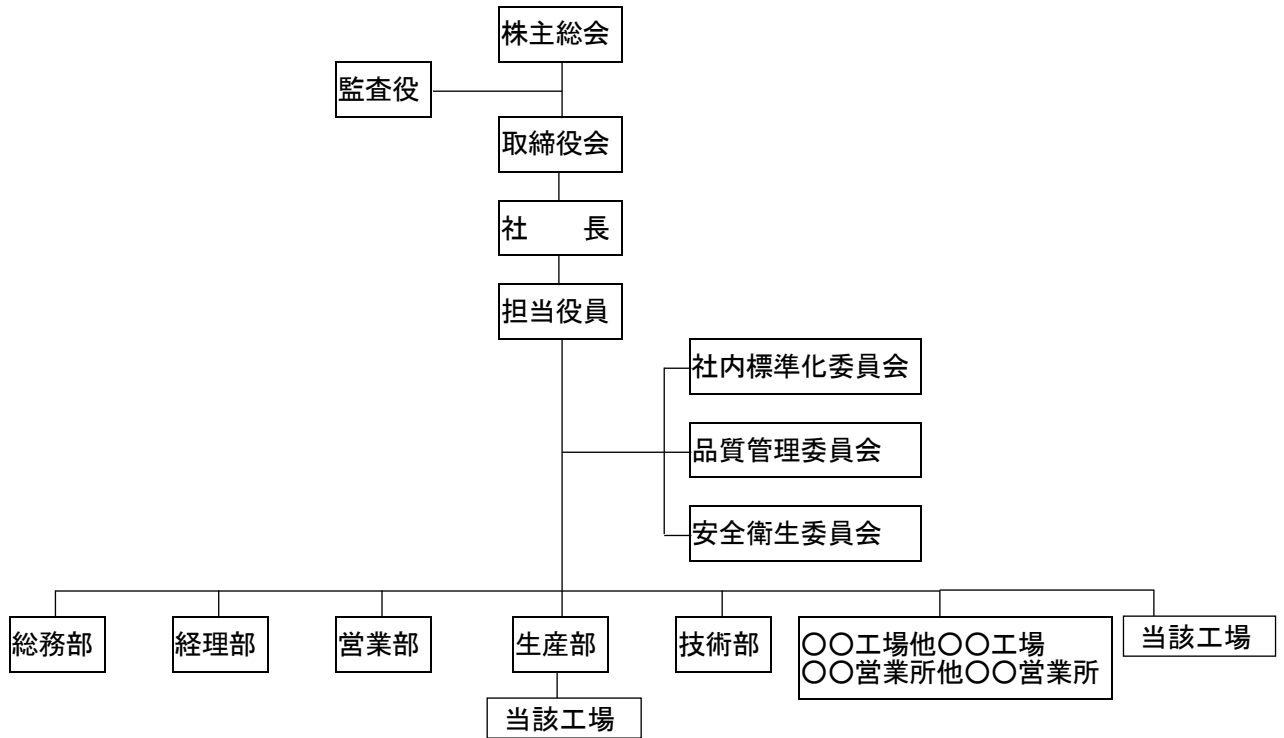 株主総会
監査役
取締役会
社　　長
担当役員
社内標準化委員会
品質管理委員会
安全衛生委員会
総務部
経理部
営業部
生産部
技術部
〇〇工場他〇〇工場
〇〇営業所他〇〇営業所
当該工場
当該工場